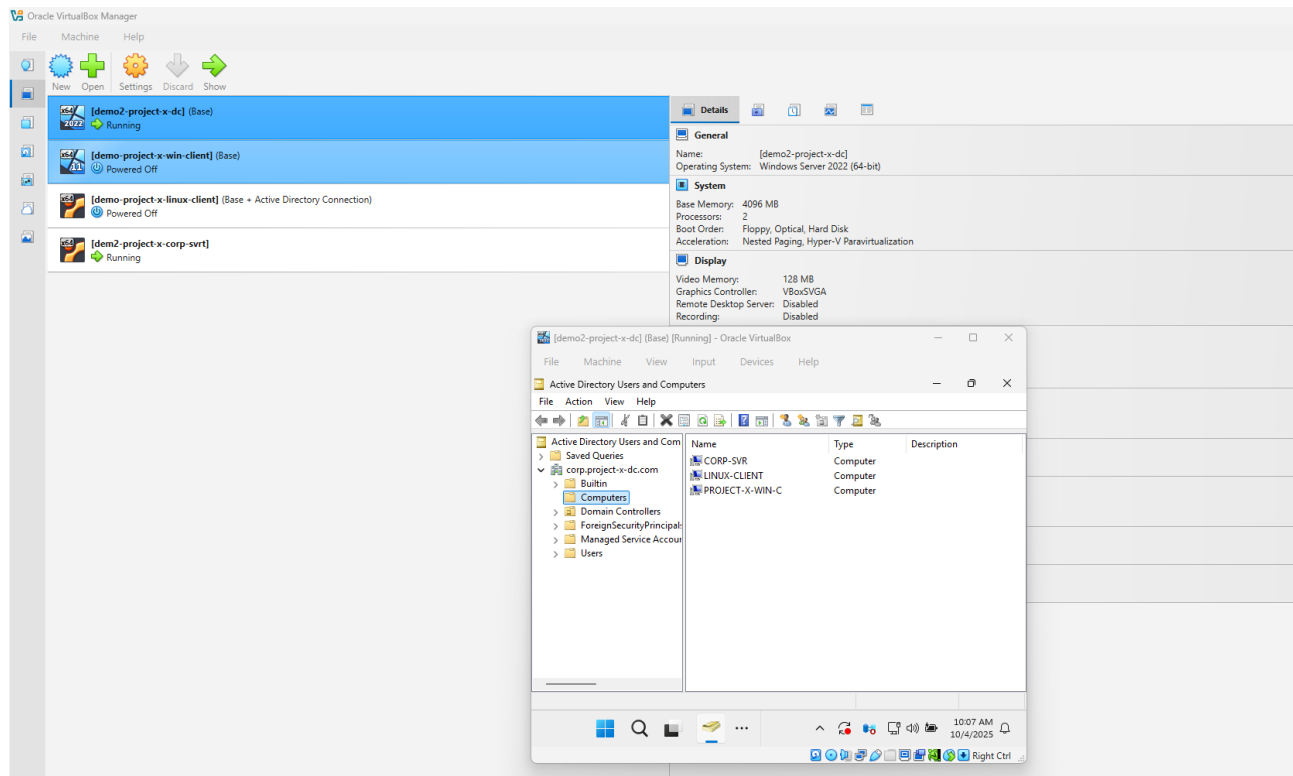 Oracle VirtualBox Manager
File Machine Help
New Open Settings Discard Show
[demo2-project-x-dc] (Base)
Running
[demo-project-x-win-client] (Base)
Powered Off
[demo-project-x-linux-client] (Base + Active Directory Connection)
Powered Off
[dem2-project-x-corp-svrt]
Running
x64
2022
x64
11
x64
x64
Details
General
Name: [demo2-project-x-dc]
Operating System: Windows Server 2022 (64-bit)
System
Base Memory: 4096 MB
Processors: 2
Boot Order: Floppy, Optical, Hard Disk
Acceleration: Nested Paging, Hyper-V Paravirtualization
Display
Video Memory: 128 MB
Graphics Controller: VBoxSVGA
Remote Desktop Server: Disabled
Recording: Disabled
[demo2-project-x-dc] (Base) [Running] - Oracle VirtualBox
File Machine View Input Devices Help
Active Directory Users and Computers
File Action View Help
Active Directory Users and Com
Saved Queries
corp.project-x-dc.com
Builtin
Computers
Domain Controllers
ForeignSecurityPrincipals
Managed Service Accour
Users
Name Type Description
CORP-SVR Computer
LINUX-CLIENT Computer
PROJECT-X-WIN-C Computer
10:07 AM
10/4/2025
Right Ctrl